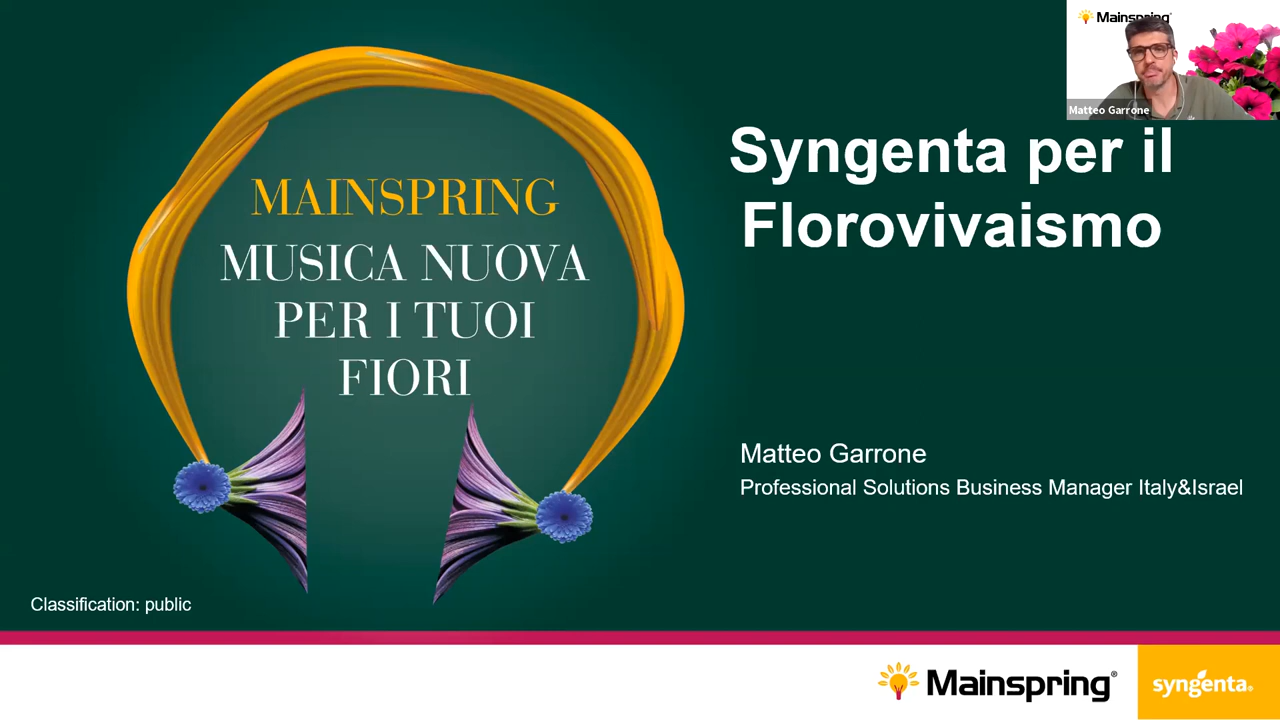 Mainspring
Matteo Garrone
Syngenta per il
Florovivaismo
MAINSPRING
MUSICA NUOVA
PER I TUOI
FIORI
Matteo Garrone
Professional Solutions Business Manager Italy&Israel
Classification: public
Mainspring®
syngenta®